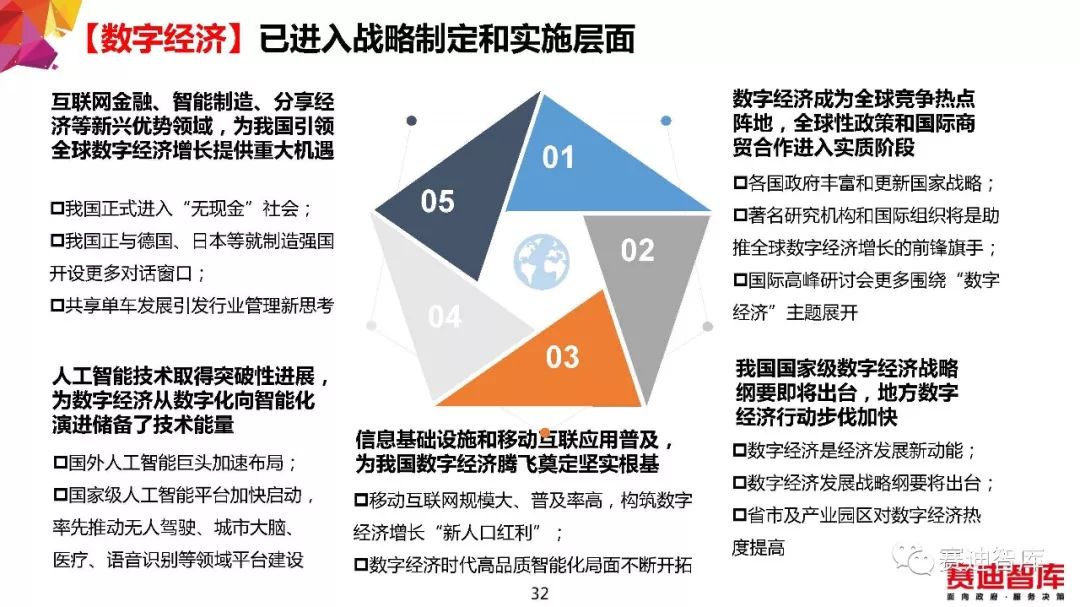 【数字经济】已进入战略制定和实施层面
互联网金融、智能制造、分享经
济等新兴优势领域，为我国引领
全球数字经济增长提供重大机遇
□我国正式进入“无现金”社会；
□我国正与德国、日本等就制造强国
开设更多对话窗口；
□共享单车发展引发行业管理新思考
人工智能技术取得突破性进展，
为数字经济从数字化向智能化
演进储备了技术能量
□国外人工智能巨头加速布局；
□国家级人工智能平台加快启动，
率先推动无人驾驶、城市大脑、
医疗、语音识别等领域平台建设
01
02
03
04
05
信息基础设施和移动互联应用普及，
为我国数字经济腾飞奠定坚实根基
□移动互联网规模大、普及率高，构筑数字
经济增长“新人口红利”；
□数字经济时代高品质智能化局面不断开拓
数字经济成为全球竞争热点
阵地，全球性政策和国际商
贸合作进入实质阶段
□各国政府丰富和更新国家战略；
□著名研究机构和国际组织将是助
推全球数字经济增长的前锋旗手；
□国际高峰研讨会更多围绕“数字
经济”主题展开
我国国家级数字经济战略
纲要即将出台，地方数字
经济行动步伐加快
□数字经济是经济发展新动能；
□数字经济发展战略纲要将出台；
□省市及产业园区对数字经济热
度提高
赛迪智库
赛迪智库
面向政府·服务决策
32